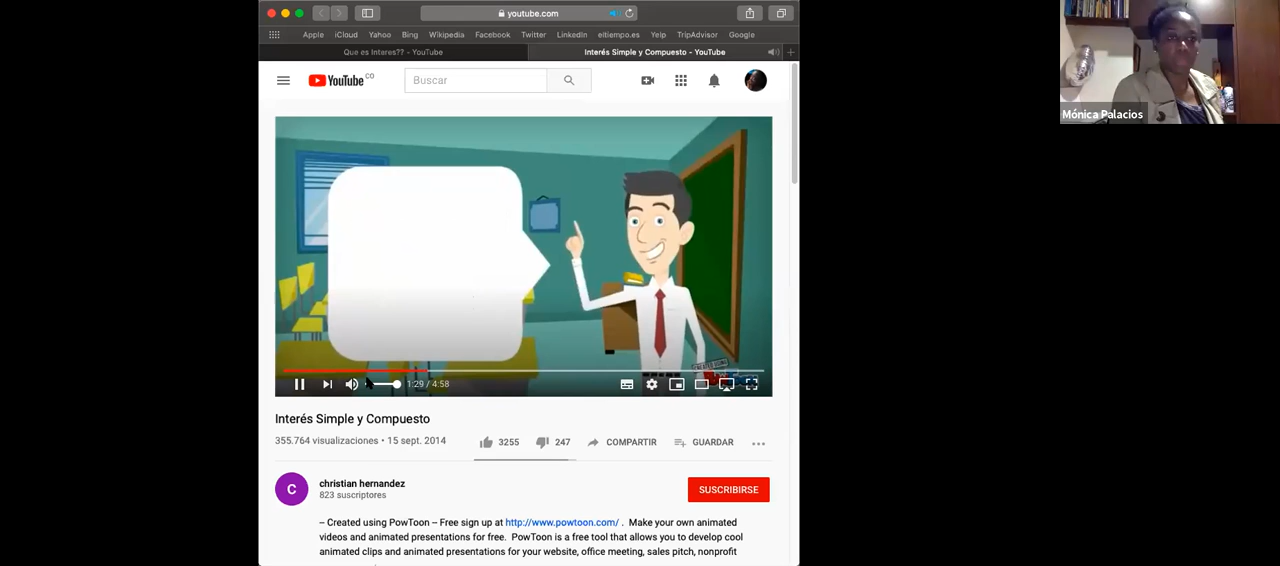 youtube.com
Apple iCloud Yahoo Bing Wikipedia Facebook Twitter LinkedIn eltiempo.es Yelp TripAdvisor Google
Que es Interes?? - YouTube
Interés Simple y Compuesto - YouTube
YouTube CO
Buscar
Mónica Palacios
1:29 / 4:58
Interés Simple y Compuesto
355.764 visualizaciones • 15 sept. 2014
3255
247
COMPARTIR
GUARDAR
C
christian hernandez
823 suscriptores
SUSCRIBIRSE
-- Created using PowToon -- Free sign up at http://www.powtoon.com/ . Make your own animated
videos and animated presentations for free. PowToon is a free tool that allows you to develop cool
animated clips and animated presentations for your website, office meeting, sales pitch, nonprofit